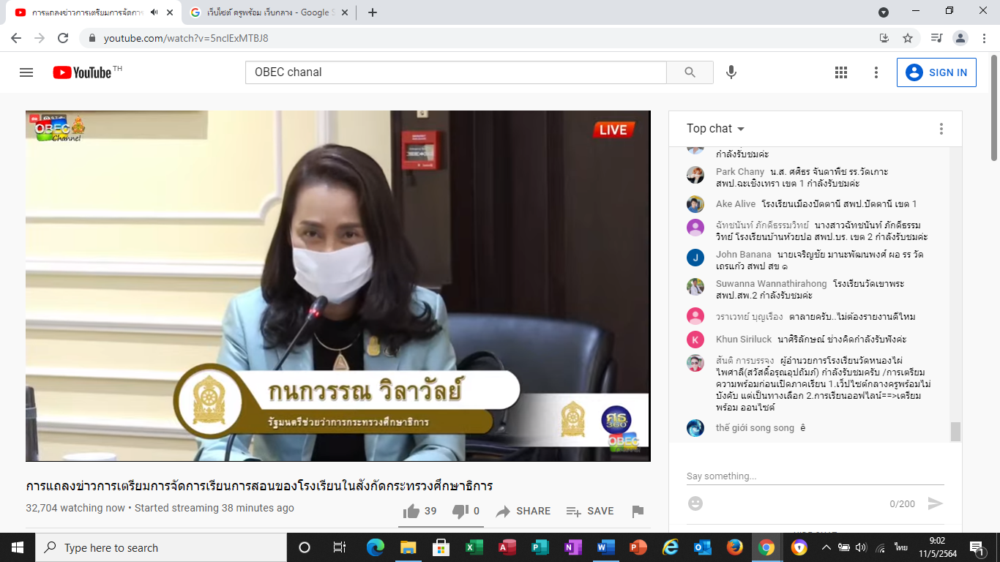 การแถลงข่าวการเตรียมการจัดการ
เว็บไซต์ ครูพร้อม เว็บกลาง - Google S
youtube.com/watch?v=5nclExMTBJ8
YouTube TH
OBEC chanal
SIGN IN
OBEC
Channel
LIVE
กนกวรรณ วิลาวัลย์
รัฐมนตรีช่วยว่าการกระทรวงศึกษาธิการ
ศธ
360
OBEC
การแถลงข่าวการเตรียมการจัดการเรียนการสอนของโรงเรียนในสังกัดกระทรวงศึกษาธิการ
32,704 watching now • Started streaming 38 minutes ago
39
0
SHARE
SAVE
Top chat
กำลังรับชมค่ะ
Park Chany น.ส. ศศิธร จันดาพืช รร.วัดเกาะ
สพป.ฉะเชิงเทรา เขต 1 กำลังรับชมค่ะ
Ake Alive โรงเรียนเมืองปัตตานี สพป.ปัตตานี เขต 1
ฉัทชนันท์ ภักดีธรรมวิทย์ นางสาวฉัทชนันท์ ภักดีธรรม
วิทย์ โรงเรียนบ้านห้วยปอ สพป.บร. เขต 2 กำลังรับชมค่ะ
John Banana นายเจริญชัย มานะพัฒนพงศ์ ผอ รร วัด
เถรแก้ว สพป สข ๑
Suwanna Wannathirahong โรงเรียนวัดเขาพระ
สพป.สพ.2 กำลังรับชมค่ะ
วราเวทย์ บุญเรือง ตาลายครับ..ไม่ต้องรายงานดีไหม
Khun Siriluck นาศิริลักษณ์ ช่างคิดกำลังรับฟังค่ะ
สันติ การบรรจง ผู้อำนวยการโรงเรียนวัดหนองไผ่
ไพศาลี(สวัสดิ์อรุณอุปถัมภ์) กำลังรับชมครับ /การเตรียม
ความพร้อมก่อนเปิดภาคเรียน 1.เว็บไซต์กลางครูพร้อมไม่
บังคับ แต่เป็นทางเลือก 2.การเรียนออฟไลน์==>เตรียม
พร้อม ออนไซต์
thế giới song song ê
Say something...
0/200
Type here to search
ไทย
9:02
11/5/2564
1